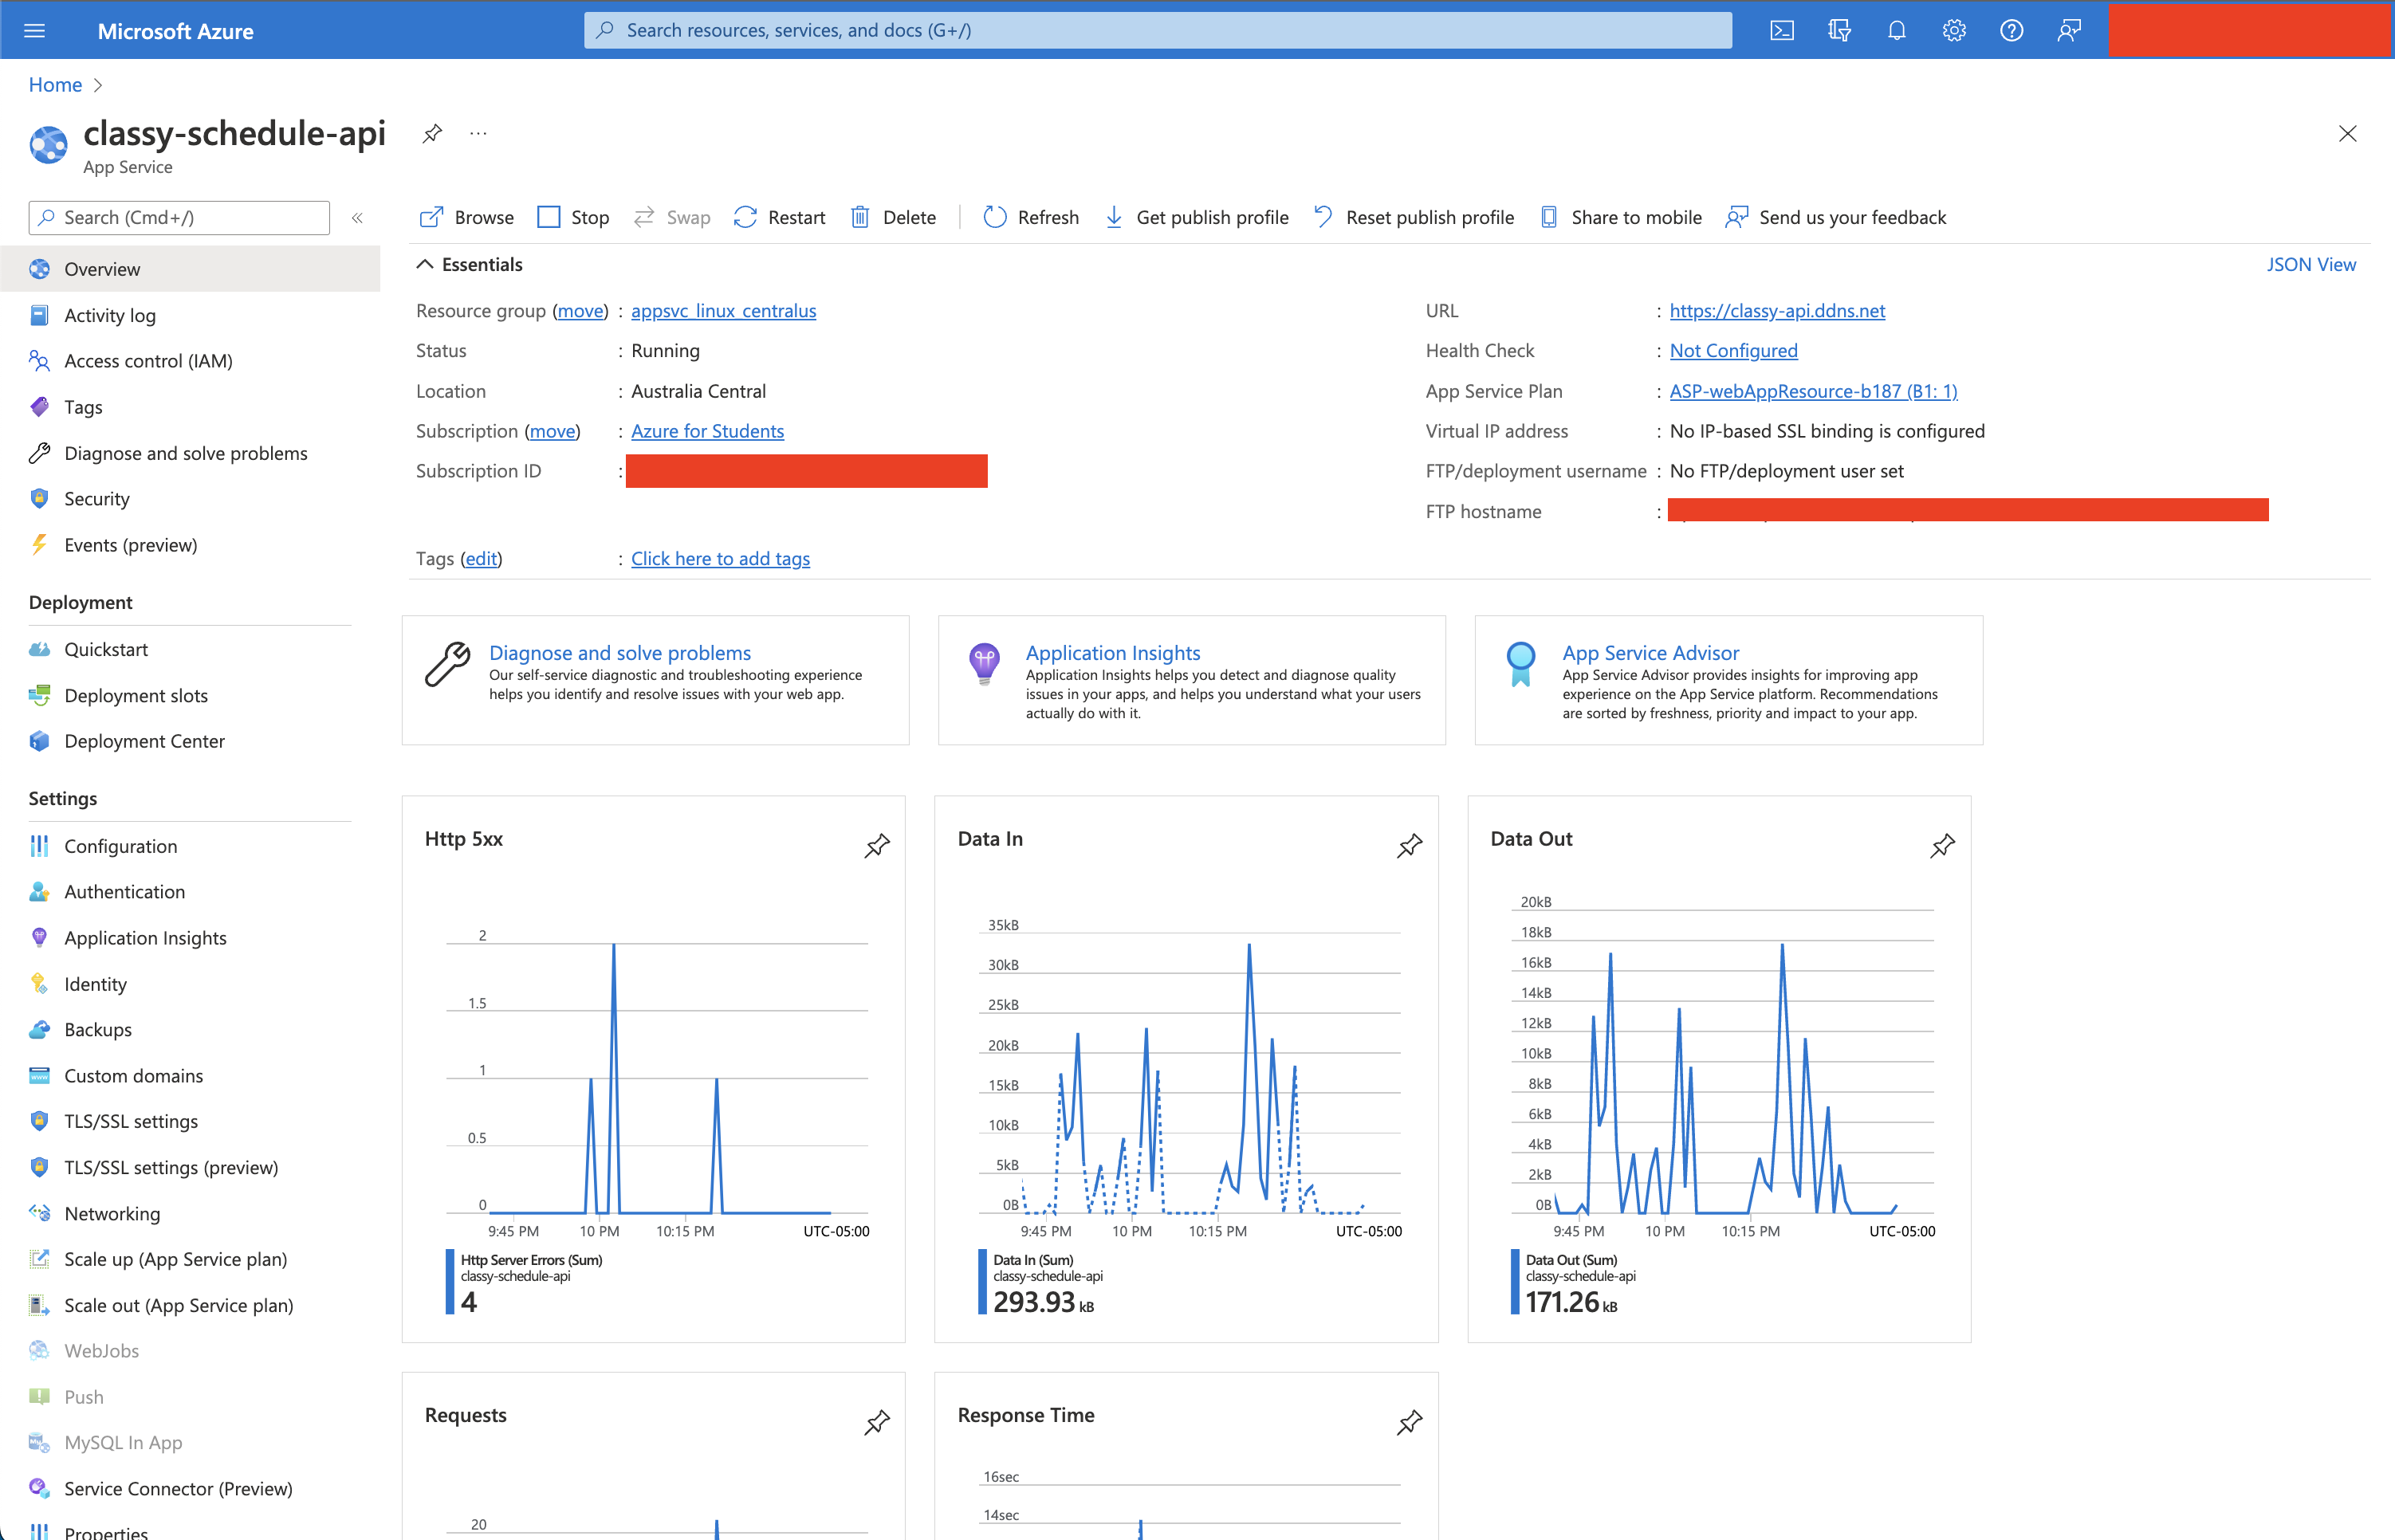 Microsoft Azure
Search resources, services, and docs (G+/)
Home
classy-schedule-api
App Service
Search (Cmd+/)
Overview
Activity log
Access control (IAM)
Tags
Diagnose and solve problems
Security
Events (preview)
Deployment
Quickstart
Deployment slots
Deployment Center
Settings
Configuration
Authentication
Application Insights
Identity
Backups
Custom domains
TLS/SSL settings
TLS/SSL settings (preview)
Networking
Scale up (App Service plan)
Scale out (App Service plan)
WebJobs
Push
MySQL In App
Service Connector (Preview)
Properties
Browse Stop Swap Restart Delete Refresh Get publish profile Reset publish profile Share to mobile Send us your feedback
Essentials
JSON View
Resource group (move) : appsvc_linux_centralus
Status : Running
Location : Australia Central
Subscription (move) : Azure for Students
Subscription ID :
Tags (edit) : Click here to add tags
URL : https://classy-api.ddns.net
Health Check : Not Configured
App Service Plan : ASP-webAppResource-b187 (B1: 1)
Virtual IP address : No IP-based SSL binding is configured
FTP/deployment username : No FTP/deployment user set
FTP hostname :
Diagnose and solve problems
Our self-service diagnostic and troubleshooting experience
helps you identify and resolve issues with your web app.
Application Insights
Application Insights helps you detect and diagnose quality
issues in your apps, and helps you understand what your users
actually do with it.
App Service Advisor
App Service Advisor provides insights for improving app
experience on the App Service platform. Recommendations
are sorted by freshness, priority and impact to your app.
Http 5xx
2
1.5
1
0.5
0
9:45 PM 10 PM 10:15 PM UTC-05:00
Http Server Errors (Sum)
classy-schedule-api
4
Data In
35kB
30kB
25kB
20kB
15kB
10kB
5kB
0B
9:45 PM 10 PM 10:15 PM UTC-05:00
Data In (Sum)
classy-schedule-api
293.93 kB
Data Out
20kB
18kB
16kB
14kB
12kB
10kB
8kB
6kB
4kB
2kB
0B
9:45 PM 10 PM 10:15 PM UTC-05:00
Data Out (Sum)
classy-schedule-api
171.26 kB
Requests
20
Response Time
16sec
14sec